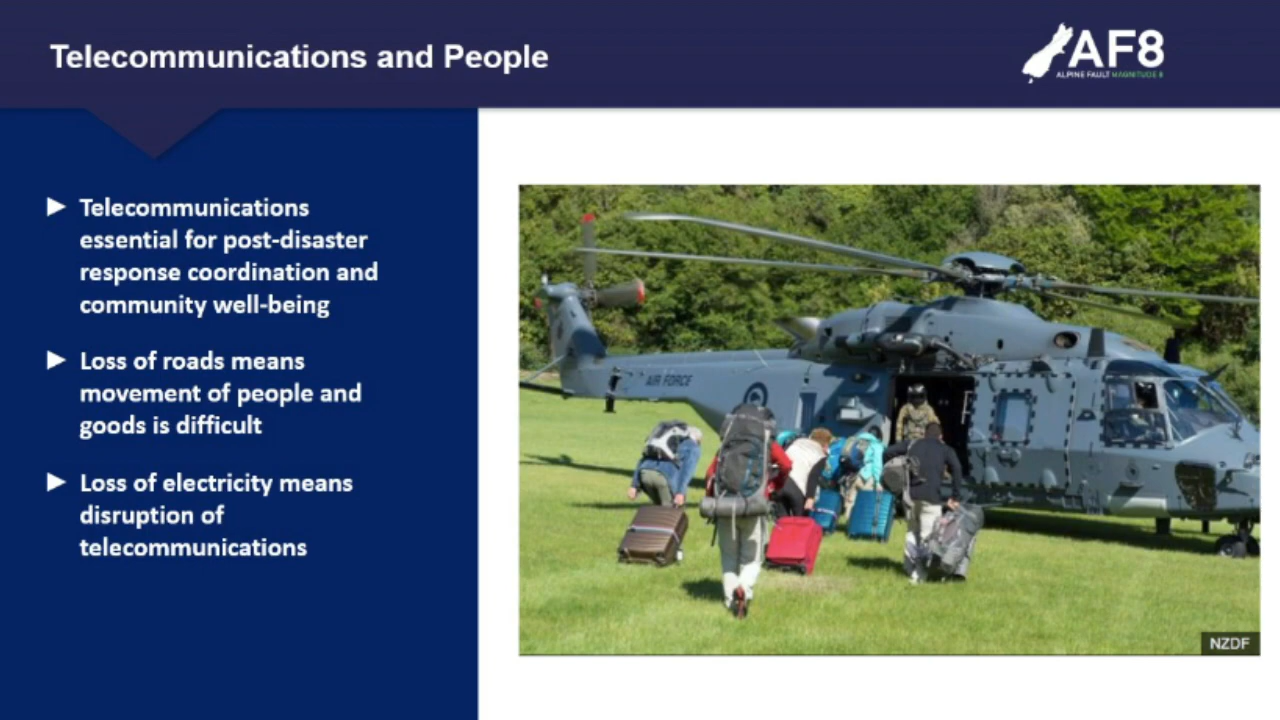 Telecommunications and People
AF8
ALPINE FAULT MAGNITUDE 8
Telecommunications
essential for post-disaster
response coordination and
community well-being
Loss of roads means
movement of people and
goods is difficult
Loss of electricity means
disruption of
telecommunications
AIR FORCE
NZDF